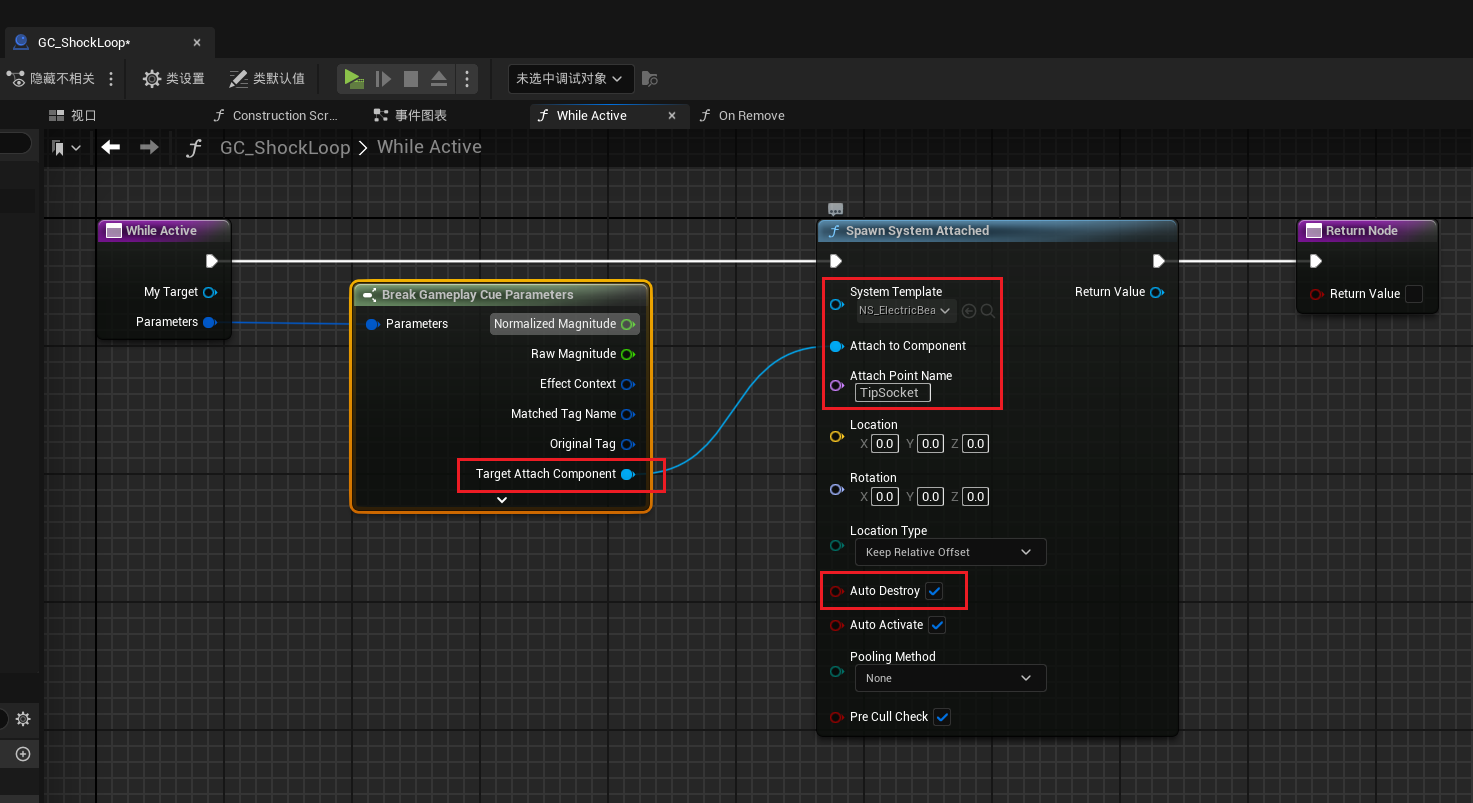 GC_ShockLoop*
隐藏不相关
类设置
类默认值
未选中调试对象
视口
Construction Scr...
事件图表
While Active
On Remove
GC_ShockLoop > While Active
While Active
My Target
Parameters
Break Gameplay Cue Parameters
Parameters
Normalized Magnitude
Raw Magnitude
Effect Context
Matched Tag Name
Original Tag
Target Attach Component
Spawn System Attached
System Template
NS_ElectricBea
Return Value
Attach to Component
Attach Point Name
TipSocket
Location
X 0.0 Y 0.0 Z 0.0
Rotation
X 0.0 Y 0.0 Z 0.0
Location Type
Keep Relative Offset
Auto Destroy
Auto Activate
Pooling Method
None
Pre Cull Check
Return Node
Return Value